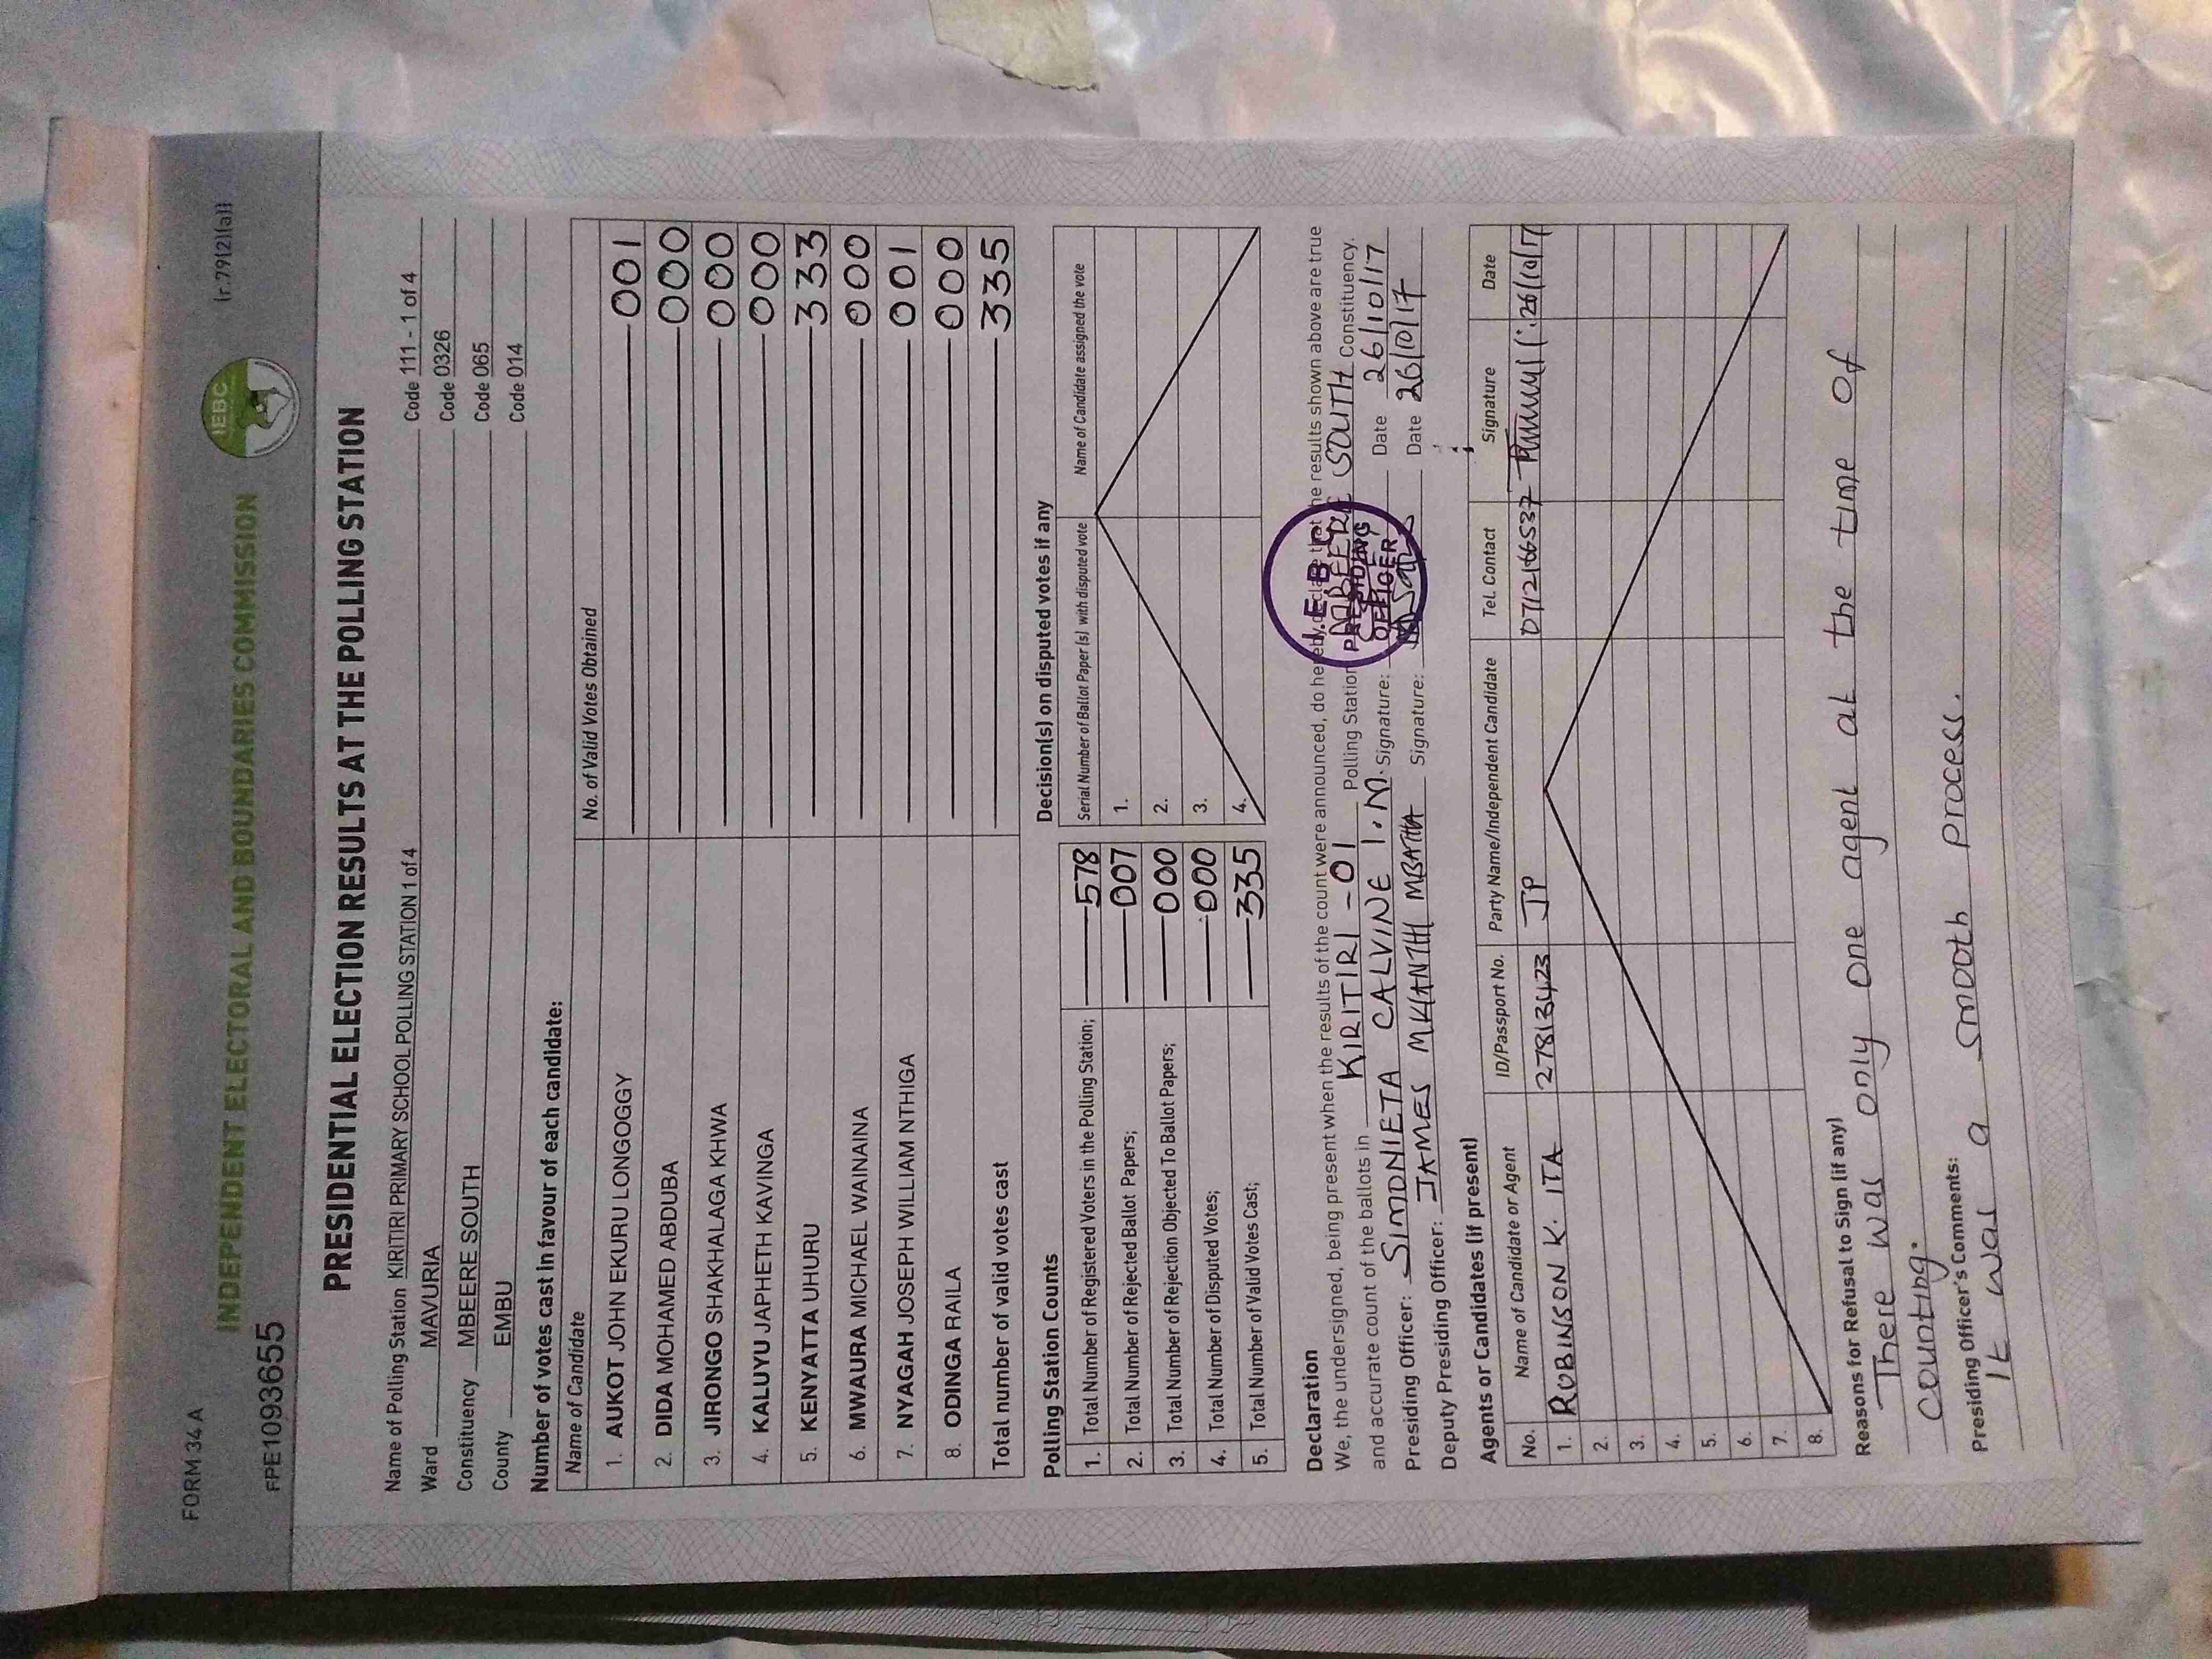 FORM 34 A
(r.79(2)(a))
INDEPENDENT ELECTORAL AND BOUNDARIES COMMISSION
IEBC
FPE1093655
PRESIDENTIAL ELECTION RESULTS AT THE POLLING STATION
Name of Polling Station KIRITIRI PRIMARY SCHOOL POLLING STATION 1 of 4 Code 111 - 1 of 4
Ward MAVURIA Code 0326
Constituency MBEERE SOUTH Code 065
County EMBU Code 014
Number of votes cast in favour of each candidate:
Name of Candidate No. of Valid Votes Obtained
1. AUKOT JOHN EKURU LONGOGGY 001
2. DIDA MOHAMED ABDUBA 000
3. JIRONGO SHAKHALAGA KHWA 000
4. KALUYU JAPHETH KAVINGA 000
5. KENYATTA UHURU 333
6. MWAURA MICHAEL WAINAINA 000
7. NYAGAH JOSEPH WILLIAM NTHIGA 001
8. ODINGA RAILA 000
Total number of valid votes cast 335
Polling Station Counts
1. Total Number of Registered Voters in the Polling Station; 578
2. Total Number of Rejected Ballot Papers; 007
3. Total Number of Rejection Objected To Ballot Papers; 000
4. Total Number of Disputed Votes; 000
5. Total Number of Valid Votes Cast; 335
Decision(s) on disputed votes if any
Serial Number of Ballot Paper (s) with disputed vote Name of Candidate assigned the vote
1.
2.
3.
4.
Declaration
We, the undersigned, being present when the results of the count were announced, do hereby declare that the results shown above are true
and accurate count of the ballots in KIRITIRI - 01 Polling Station MBEERE SOUTH Constituency.
Presiding Officer: SIMONIETA CALVINE I.M. Signature: Date 26/10/17
Deputy Presiding Officer: JAMES MKIANTHI MBATHA Signature: Date 26/10/17
I.E.B.C
PRESIDING
OFFICER
Agents or Candidates (if present)
No. Name of Candidate or Agent ID/Passport No. Party Name/Independent Candidate Tel. Contact Signature Date
1. ROBINSON K. ITA 27813423 JP 0712166537 26/10/17
2.
3.
4.
5.
6.
7.
8.
Reasons for Refusal to Sign (if any)
There was only one agent at the time of
counting.
Presiding Officer's Comments:
It was a smooth process.